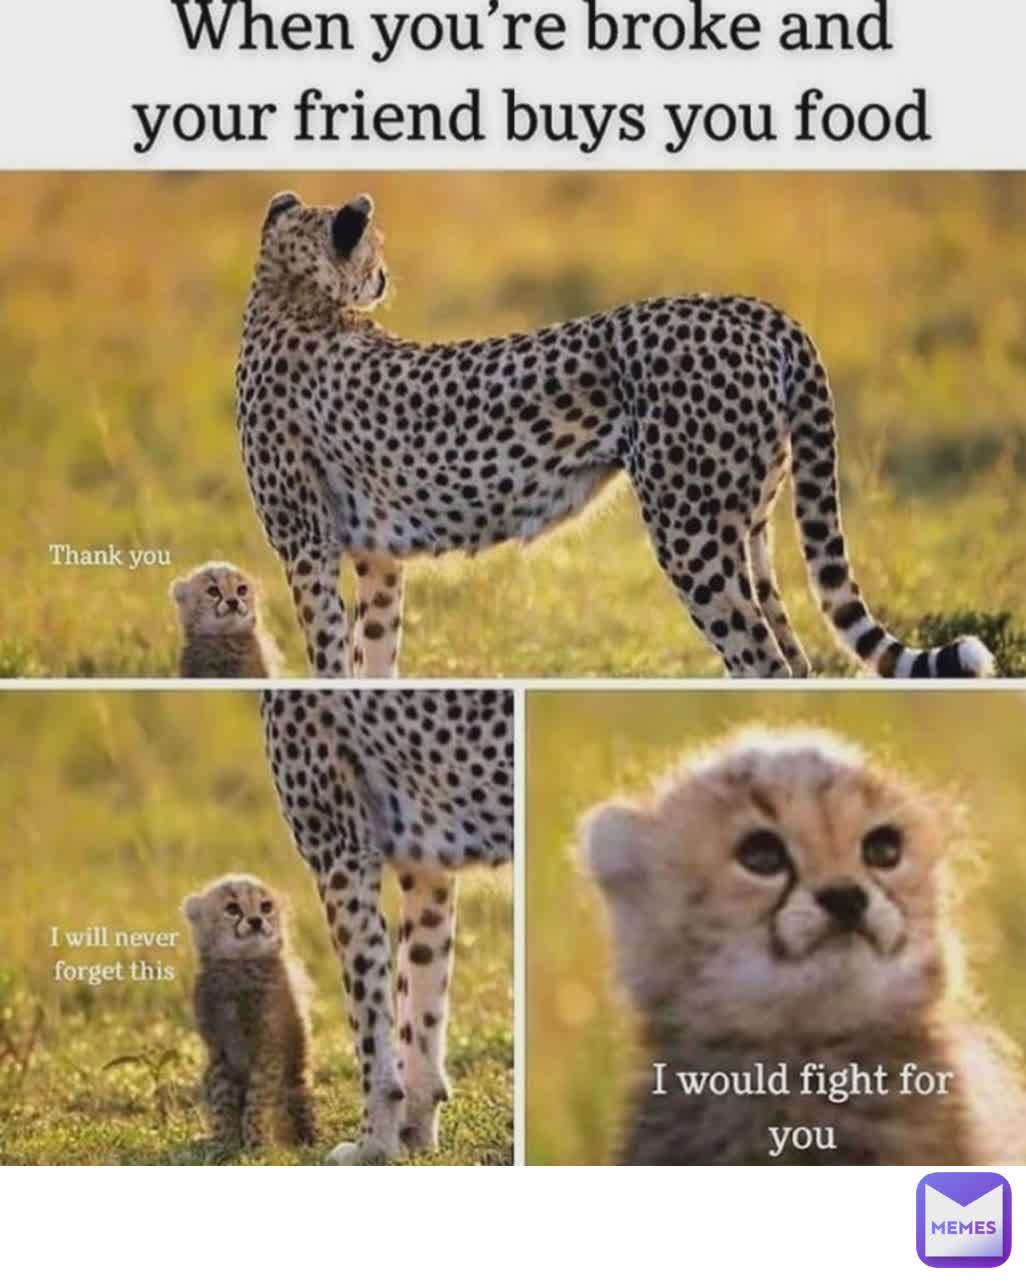 When you’re broke and
your friend buys you food
Thank you
I will never
forget this
I would fight for
you
MEMES